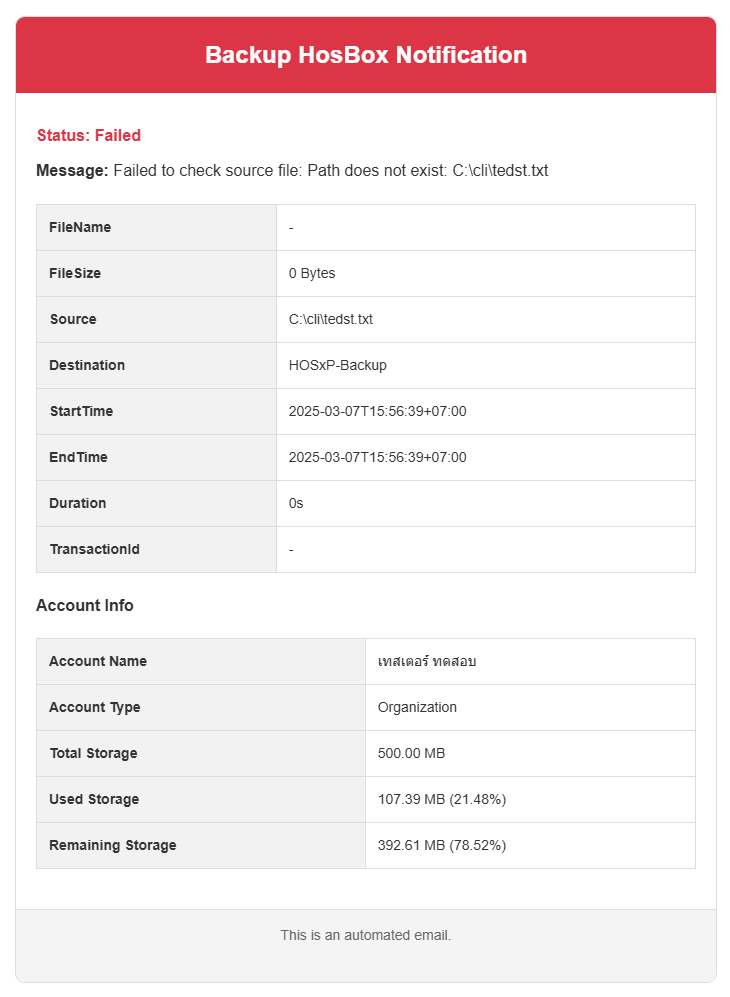 Backup HosBox Notification
Status: Failed
Message: Failed to check source file: Path does not exist: C:\cli\tedst.txt
FileName -
FileSize 0 Bytes
Source C:\cli\tedst.txt
Destination HOSxP-Backup
StartTime 2025-03-07T15:56:39+07:00
EndTime 2025-03-07T15:56:39+07:00
Duration 0s
TransactionId -
Account Info
Account Name เทสเตอร์ ทดสอบ
Account Type Organization
Total Storage 500.00 MB
Used Storage 107.39 MB (21.48%)
Remaining Storage 392.61 MB (78.52%)
This is an automated email.